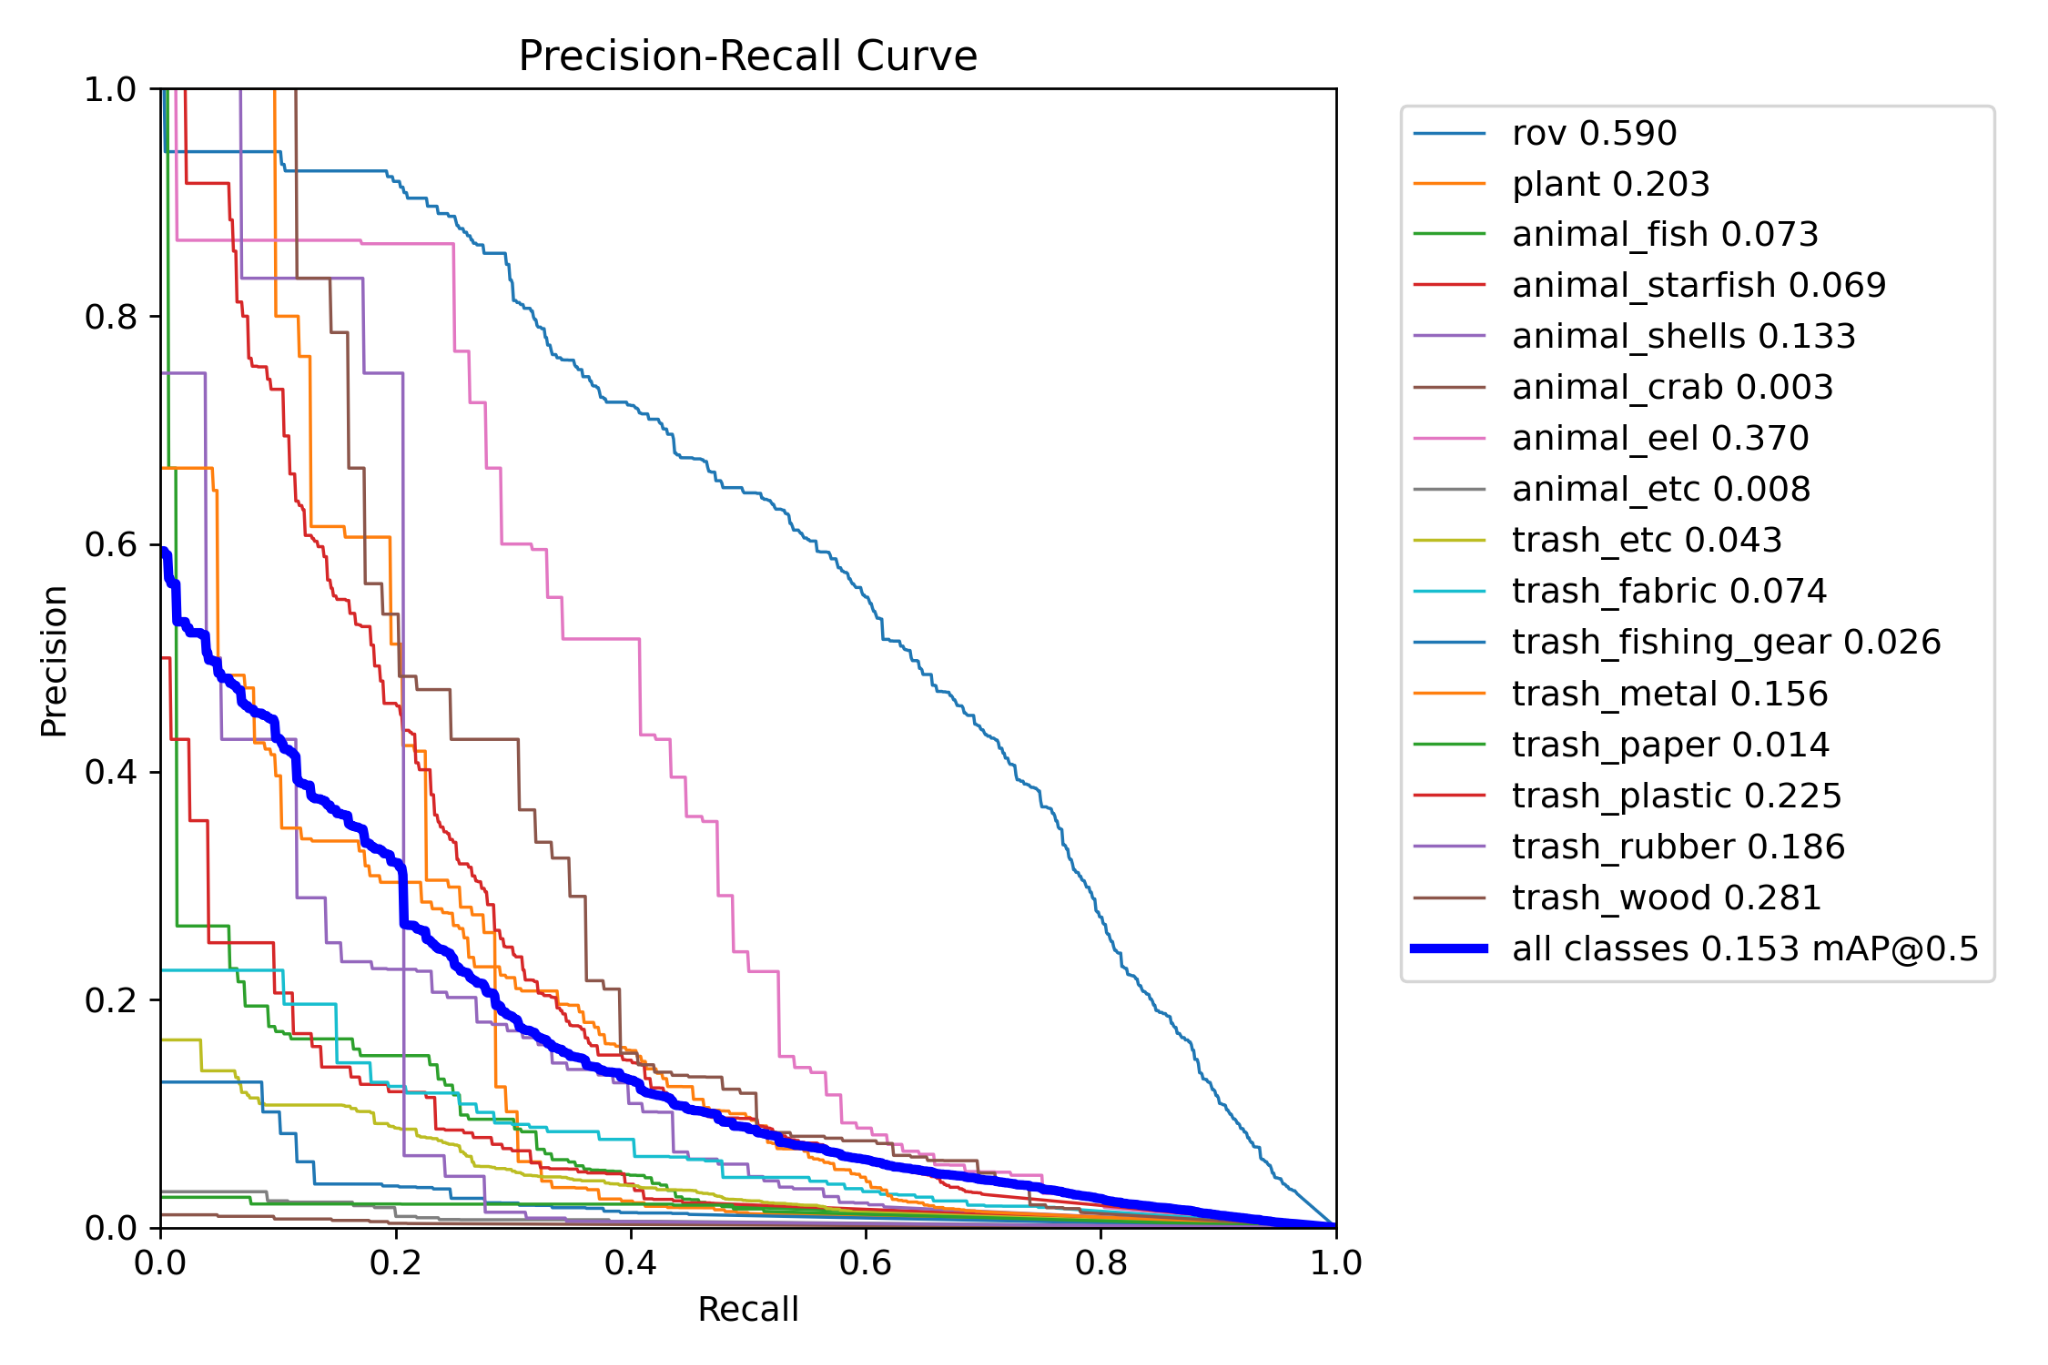 Precision-Recall Curve
1.0
0.8
0.6
0.4
0.2
0.0
Precision
0.0 0.2 0.4 0.6 0.8 1.0
Recall
rov 0.590
plant 0.203
animal_fish 0.073
animal_starfish 0.069
animal_shells 0.133
animal_crab 0.003
animal_eel 0.370
animal_etc 0.008
trash_etc 0.043
trash_fabric 0.074
trash_fishing_gear 0.026
trash_metal 0.156
trash_paper 0.014
trash_plastic 0.225
trash_rubber 0.186
trash_wood 0.281
all classes 0.153 mAP@0.5